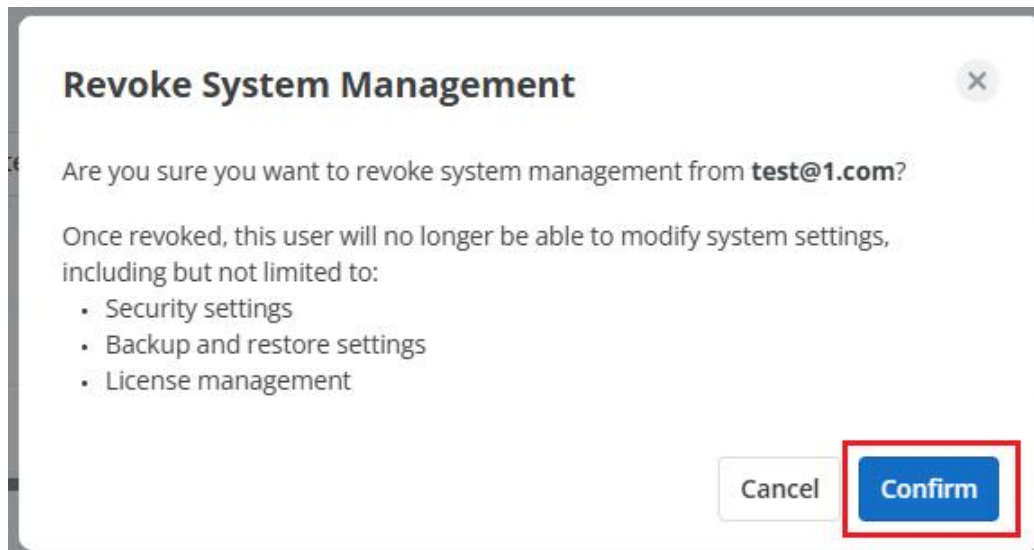 Revoke System Management
Are you sure you want to revoke system management from test@1.com?
Once revoked, this user will no longer be able to modify system settings,
including but not limited to:
• Security settings
• Backup and restore settings
• License management
Cancel
Confirm